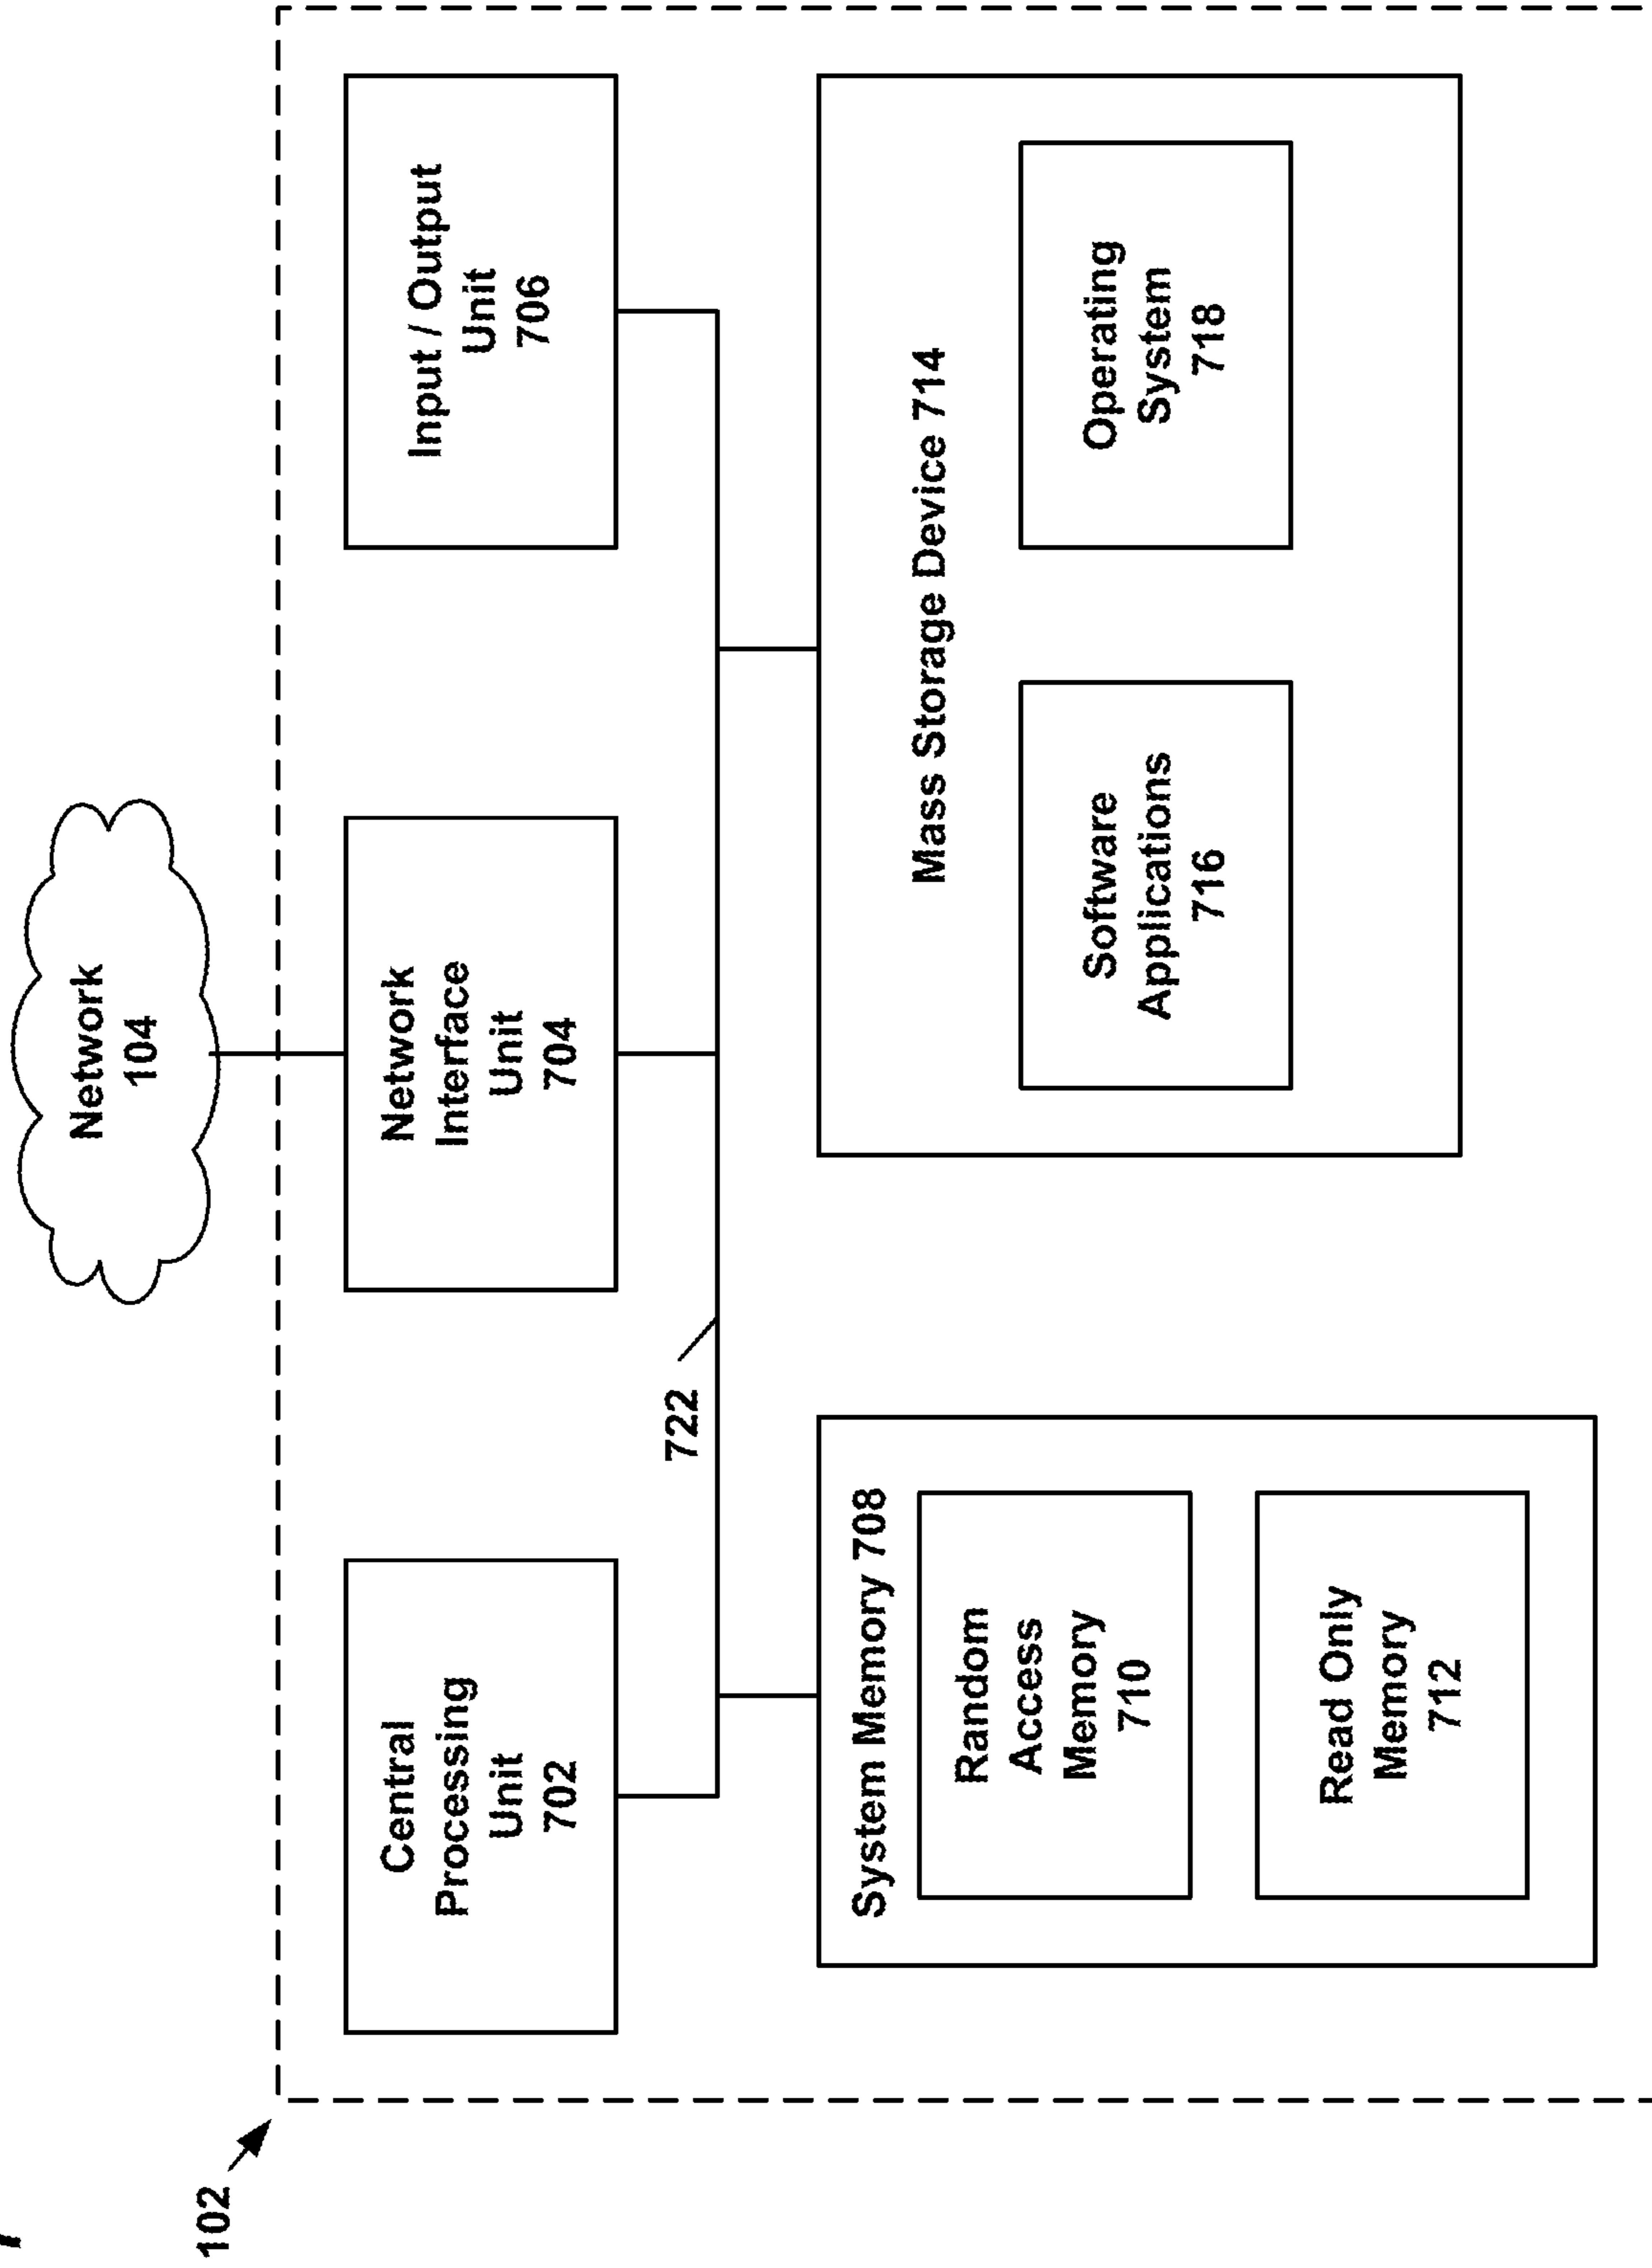 102
Network
104
Central
Processing
Unit
702
Network
Interface
Unit
704
Input / Output
Unit
706
722
System Memory 708
Random
Access
Memory
710
Read Only
Memory
712
Mass Storage Device 714
Software
Applications
716
Operating
System
718